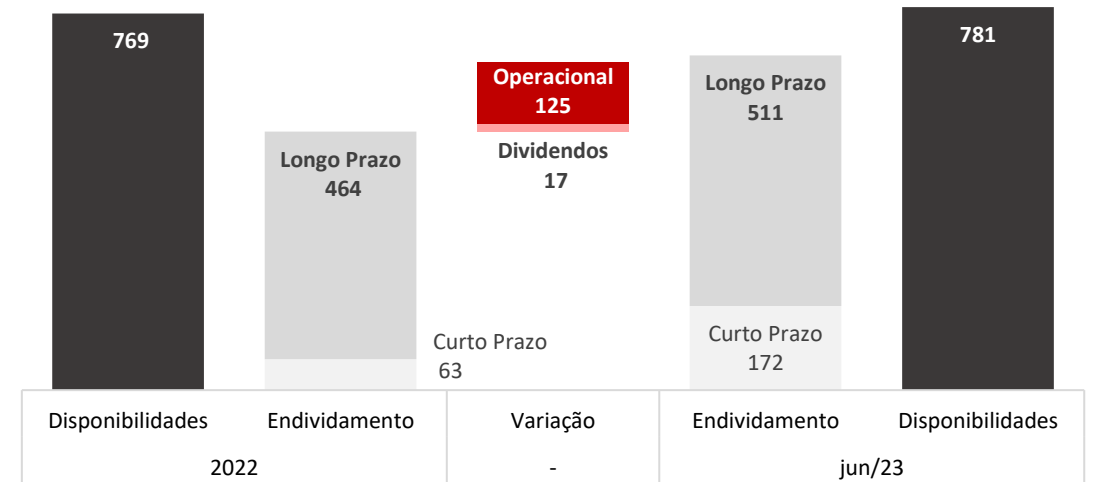 769
Longo Prazo
464
Curto Prazo
63
Operacional
125
Dividendos
17
Longo Prazo
511
Curto Prazo
172
781
Disponibilidades
Endividamento
Variação
Endividamento
Disponibilidades
2022
-
jun/23